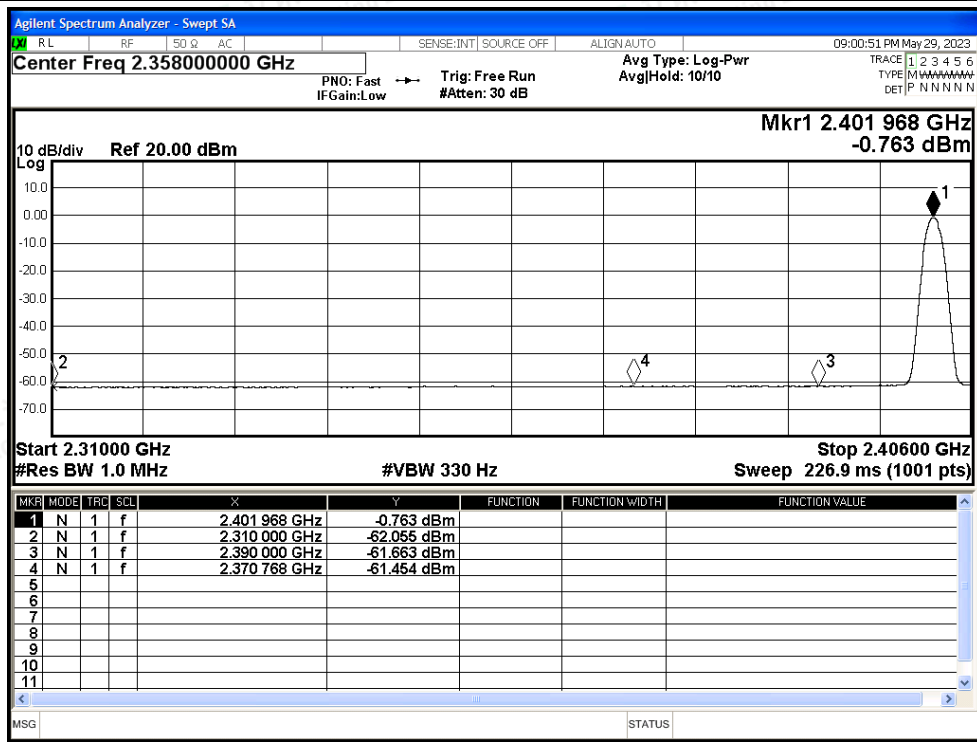 Agilent Spectrum Analyzer - Swept SA
LXI RL RF 50 Ω AC SENSE:INT SOURCE OFF ALIGN AUTO 09:00:51 PM May 29, 2023
Center Freq 2.358000000 GHz
PNO: Fast
IFGain:Low
Trig: Free Run
#Atten: 30 dB
Avg Type: Log-Pwr
Avg|Hold: 10/10
TRACE 1 2 3 4 5 6
TYPE M WWWWW
DET P N N N N N
Mkr1 2.401 968 GHz
-0.763 dBm
10 dB/div Ref 20.00 dBm
Log
10.0
0.00
-10.0
-20.0
-30.0
-40.0
-50.0
-60.0
-70.0
1
2
4
3
Start 2.31000 GHz Stop 2.40600 GHz
#Res BW 1.0 MHz #VBW 330 Hz Sweep 226.9 ms (1001 pts)
MKR MODE TRC SCL X Y FUNCTION FUNCTION WIDTH FUNCTION VALUE
1 N 1 f 2.401 968 GHz -0.763 dBm
2 N 1 f 2.310 000 GHz -62.055 dBm
3 N 1 f 2.390 000 GHz -61.663 dBm
4 N 1 f 2.370 768 GHz -61.454 dBm
5
6
7
8
9
10
11
MSG STATUS